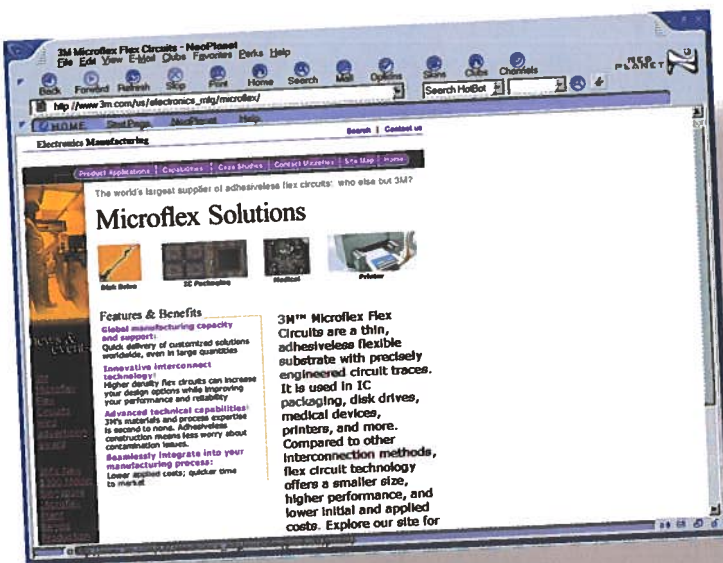 3M Microflex Flex Circuits - NeoPlanet
File Edit View E-Mail Clubs Favorites Perks Help
Back Forward Refresh Stop Print Home Search Mail Options Skins Clubs Channels
NEO
PLANET
http://www.3m.com/us/electronics_mfg/microflex/
Search HotBot
HOME Start Page NeoPlanet Help
Electronics Manufacturing
Search | Contact us
Product Applications | Capabilities | Case Studies | Contact Microflex | Site Map | Home
The world's largest supplier of adhesiveless flex circuits: who else but 3M?
Microflex Solutions
Disk Drive
IC Packaging
Medical
Printer
news &
events
Features & Benefits
Global manufacturing capacity
and support:
Quick delivery of customized solutions
worldwide, even in large quantities
Innovative interconnect
technology:
Higher density flex circuits can increase
your design options while improving
your performance and reliability
Advanced technical capabilities:
3M's materials and process expertise
is second to none. Adhesiveless
construction means less worry about
contamination issues.
Seamlessly integrate into your
manufacturing process:
Lower applied costs; quicker time
to market
3M™ Microflex Flex
Circuits are a thin,
adhesiveless flexible
substrate with precisely
engineered circuit traces.
It is used in IC
packaging, disk drives,
medical devices,
printers, and more.
Compared to other
interconnection methods,
flex circuit technology
offers a smaller size,
higher performance, and
lower initial and applied
costs. Explore our site for